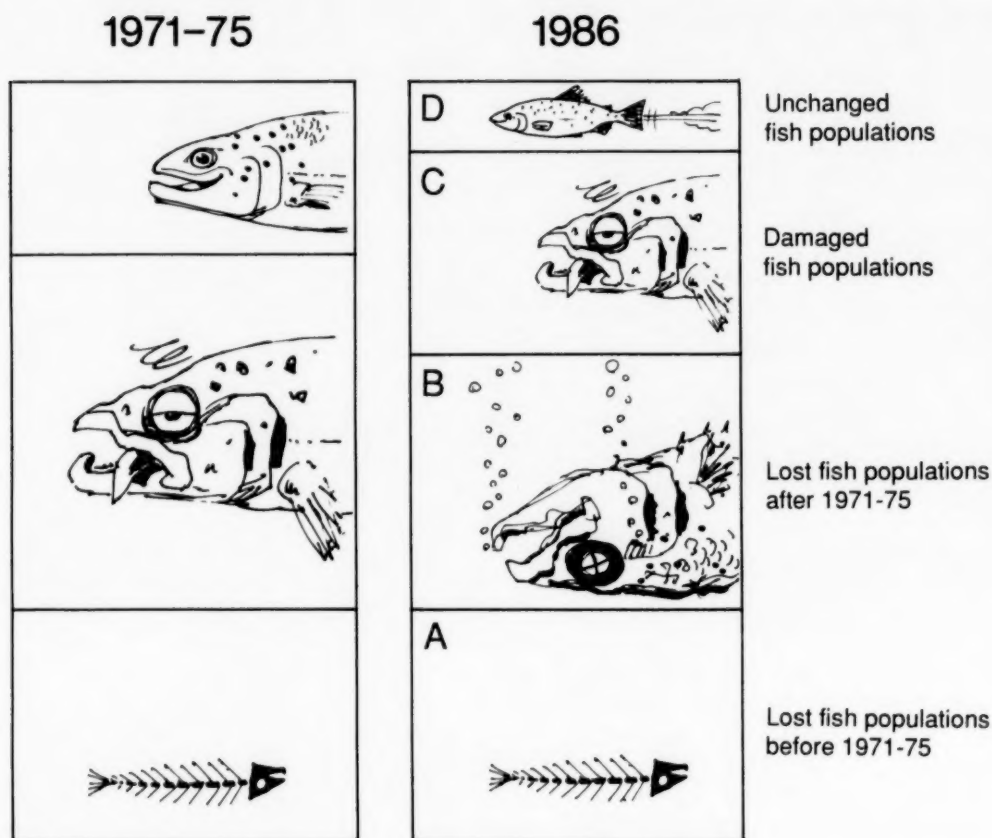 1971–75
1986
D
Unchanged
fish populations
C
Damaged
fish populations
B
Lost fish populations
after 1971-75
A
Lost fish populations
before 1971-75